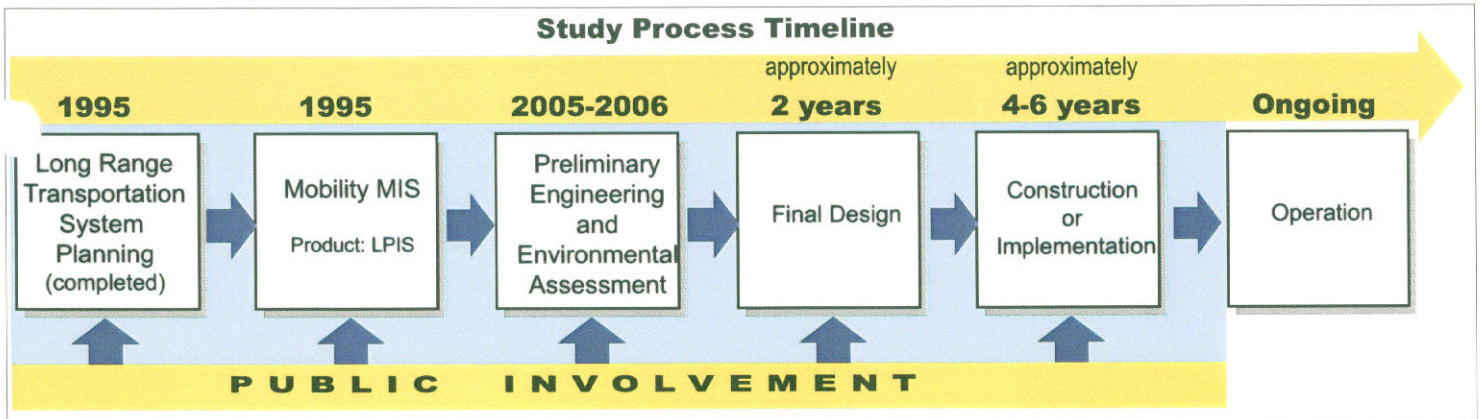 Study Process Timeline
approximately
approximately
1995
1995
2005-2006
2 years
4-6 years
Ongoing
Long Range
Transportation
System
Planning
(completed)
Mobility MIS
Product: LPIS
Preliminary
Engineering
and
Environmental
Assessment
Final Design
Construction
or
Implementation
Operation
PUBLIC INVOLVEMENT